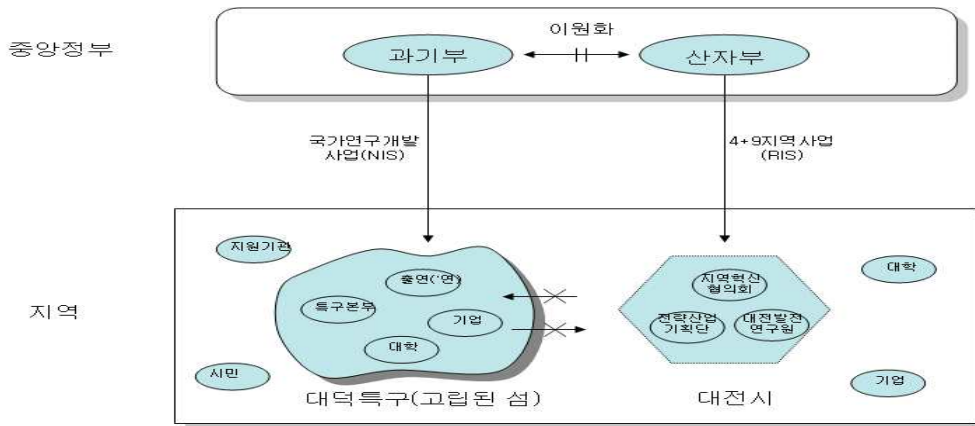 중앙정부
이원화
과기부
산자부
국가연구개발
사업(NIS)
4+9지역사업
(RIS)
지역
지원기관
시민
출연('연)
특구본부
기업
대학
대덕특구(고립된 섬)
지역혁신
협의회
전략산업
기획단
대전발전
연구원
대전시
대학
기업